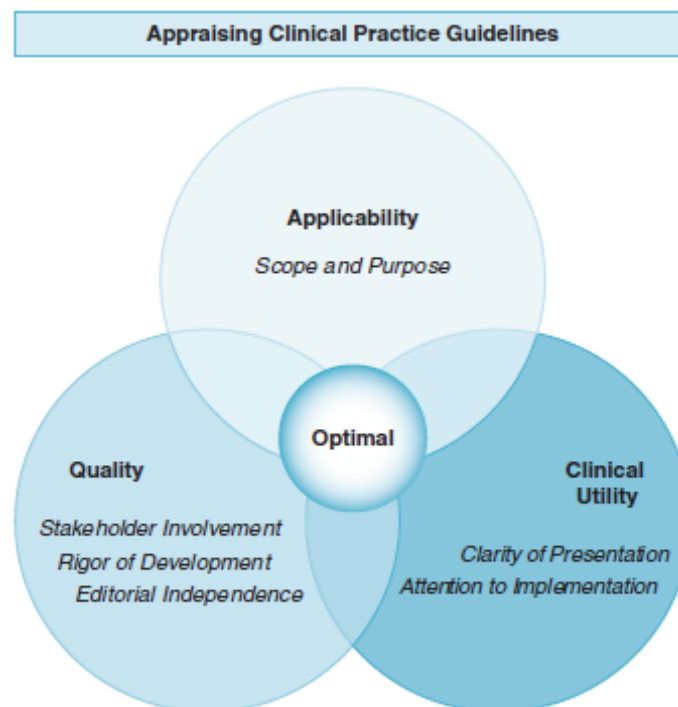 Appraising Clinical Practice Guidelines
Applicability
Scope and Purpose
Optimal
Quality
Stakeholder Involvement
Rigor of Development
Editorial Independence
Clinical
Utility
Clarity of Presentation
Attention to Implementation